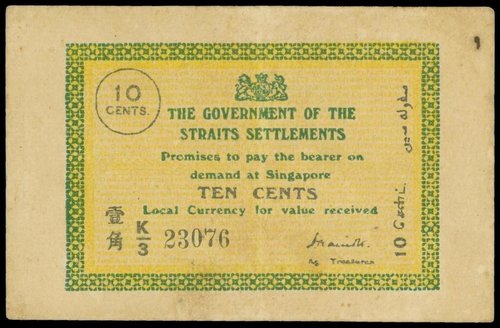 10
CENTS.
THE GOVERNMENT OF THE
STRAITS SETTLEMENTS
Promises to pay the bearer on
demand at Singapore
TEN CENTS
Local Currency for value received
壹角
K/3 23076
Ag Treasurer
10